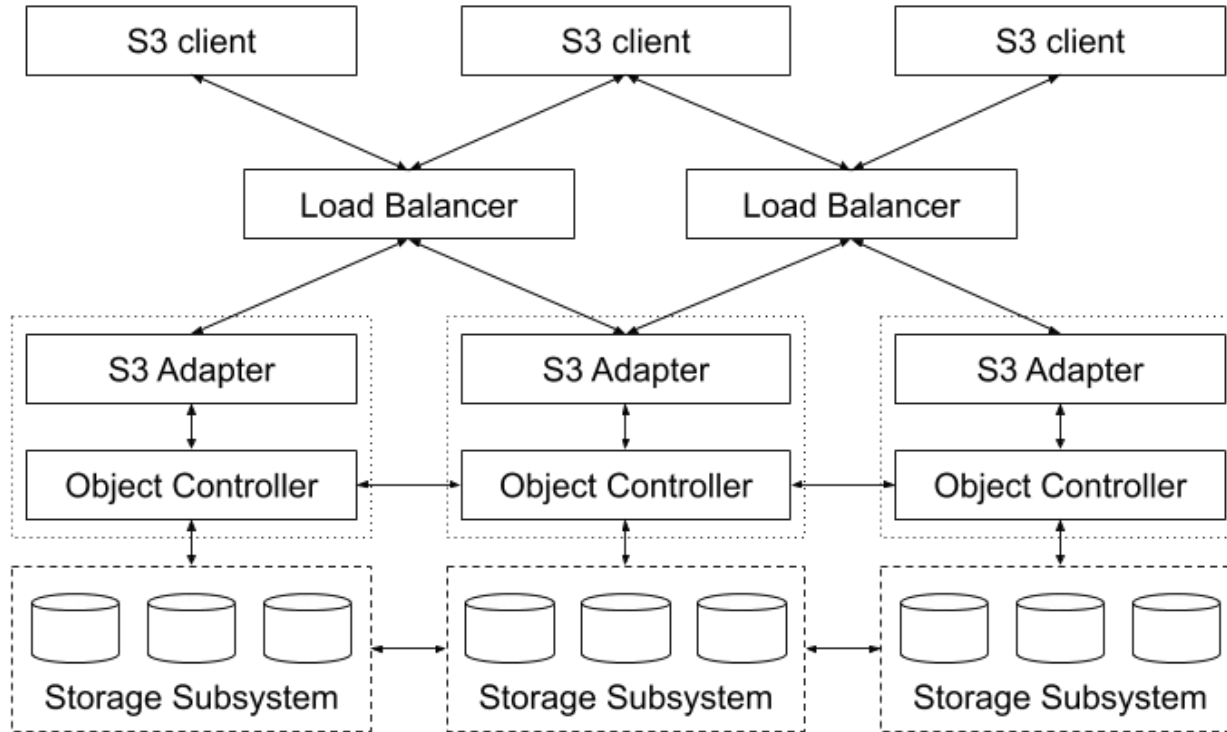 S3 client
S3 client
S3 client
Load Balancer
Load Balancer
S3 Adapter
S3 Adapter
S3 Adapter
Object Controller
Object Controller
Object Controller
Storage Subsystem
Storage Subsystem
Storage Subsystem